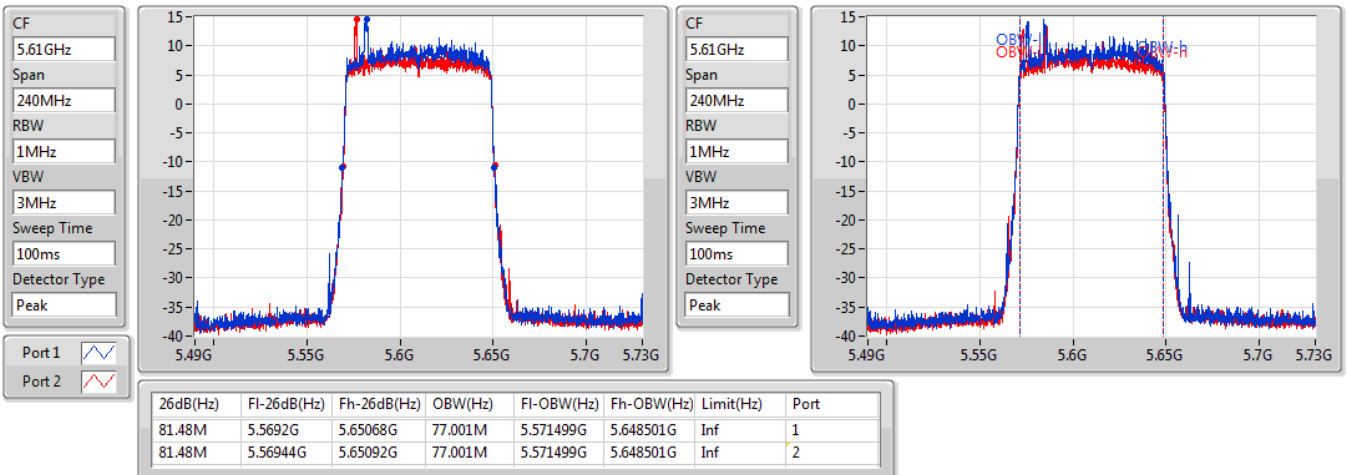 CF
5.61GHz
Span
240MHz
RBW
1MHz
VBW
3MHz
Sweep Time
100ms
Detector Type
Peak
Port 1
Port 2
15
10
5
0
-5
-10
-15
-20
-25
-30
-35
-40
5.49G 5.55G 5.6G 5.65G 5.7G 5.73G
CF
5.61GHz
Span
240MHz
RBW
1MHz
VBW
3MHz
Sweep Time
100ms
Detector Type
Peak
15
10
5
0
-5
-10
-15
-20
-25
-30
-35
-40
5.49G 5.55G 5.6G 5.65G 5.7G 5.73G
26dB(Hz) Fl-26dB(Hz) Fh-26dB(Hz) OBW(Hz) Fl-OBW(Hz) Fh-OBW(Hz) Limit(Hz) Port
81.48M 5.5692G 5.65068G 77.001M 5.571499G 5.648501G Inf 1
81.48M 5.56944G 5.65092G 77.001M 5.571499G 5.648501G Inf 2